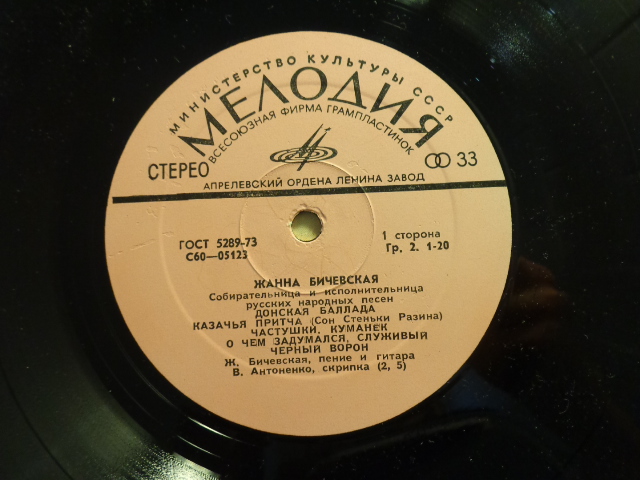 МИНИСТЕРСТВО КУЛЬТУРЫ СССР
МЕЛОДИЯ
ВСЕСОЮЗНАЯ ФИРМА ГРАМПЛАСТИНОК
СТЕРЕО
33
АПРЕЛЕВСКИЙ ОРДЕНА ЛЕНИНА ЗАВОД
ГОСТ 5289-73
С60—05123
1 сторона
Гр. 2. 1-20
ЖАННА БИЧЕВСКАЯ
Собирательница и исполнительница
русских народных песен
ДОНСКАЯ БАЛЛАДА
КАЗАЧЬЯ ПРИТЧА (Сон Стеньки Разина)
ЧАСТУШКИ. КУМАНЕК
О ЧЕМ ЗАДУМАЛСЯ, СЛУЖИВЫЙ
ЧЕРНЫЙ ВОРОН
Ж. Бичевская, пение и гитара
В. Антоненко, скрипка (2, 5)